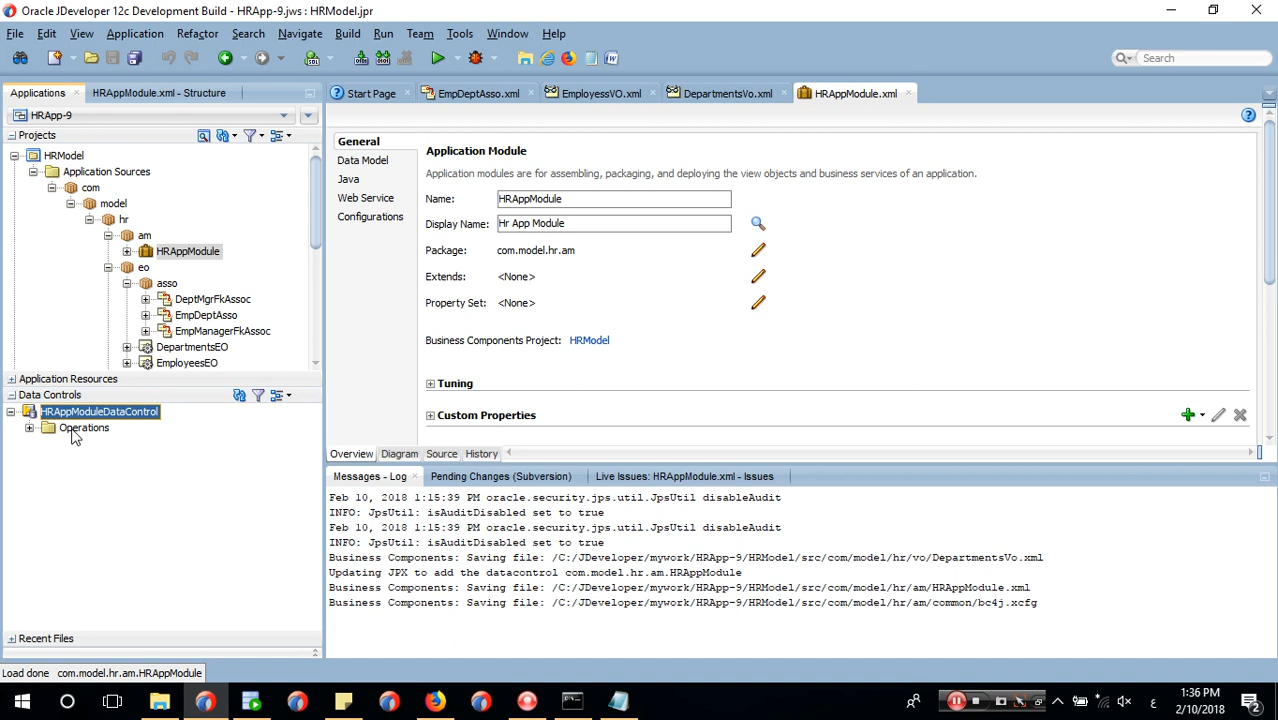 Oracle JDeveloper 12c Development Build - HRApp-9.jws : HRModel.jpr
File Edit View Application Refactor Search Navigate Build Run Team Tools Window Help
Search
Applications HRAppModule.xml - Structure
Start Page EmpDeptAsso.xml EmployessVO.xml DepartmentsVo.xml HRAppModule.xml
HRApp-9
Projects
HRModel
Application Sources
com
model
hr
am
HRAppModule
eo
asso
DeptMgrFkAssoc
EmpDeptAsso
EmpManagerFkAssoc
DepartmentsEO
EmployeesEO
Application Resources
Data Controls
HRAppModuleDataControl
Operations
Recent Files
General
Data Model
Java
Web Service
Configurations
Application Module
Application modules are for assembling, packaging, and deploying the view objects and business services of an application.
Name: HRAppModule
Display Name: Hr App Module
Package: com.model.hr.am
Extends: <None>
Property Set: <None>
Business Components Project: HRModel
Tuning
Custom Properties
Overview Diagram Source History
Messages - Log Pending Changes (Subversion) Live Issues: HRAppModule.xml - Issues
Feb 10, 2018 1:15:39 PM oracle.security.jps.util.JpsUtil disableAudit
INFO: JpsUtil: isAuditDisabled set to true
Feb 10, 2018 1:15:39 PM oracle.security.jps.util.JpsUtil disableAudit
INFO: JpsUtil: isAuditDisabled set to true
Business Components: Saving file: /C:/JDeveloper/mywork/HRApp-9/HRModel/src/com/model/hr/vo/DepartmentsVo.xml
Updating JPX to add the datacontrol com.model.hr.am.HRAppModule
Business Components: Saving file: /C:/JDeveloper/mywork/HRApp-9/HRModel/src/com/model/hr/am/HRAppModule.xml
Business Components: Saving file: /C:/JDeveloper/mywork/HRApp-9/HRModel/src/com/model/hr/am/common/bc4j.xcfg
Load done com.model.hr.am.HRAppModule
ع
1:36 PM
2/10/2018
2